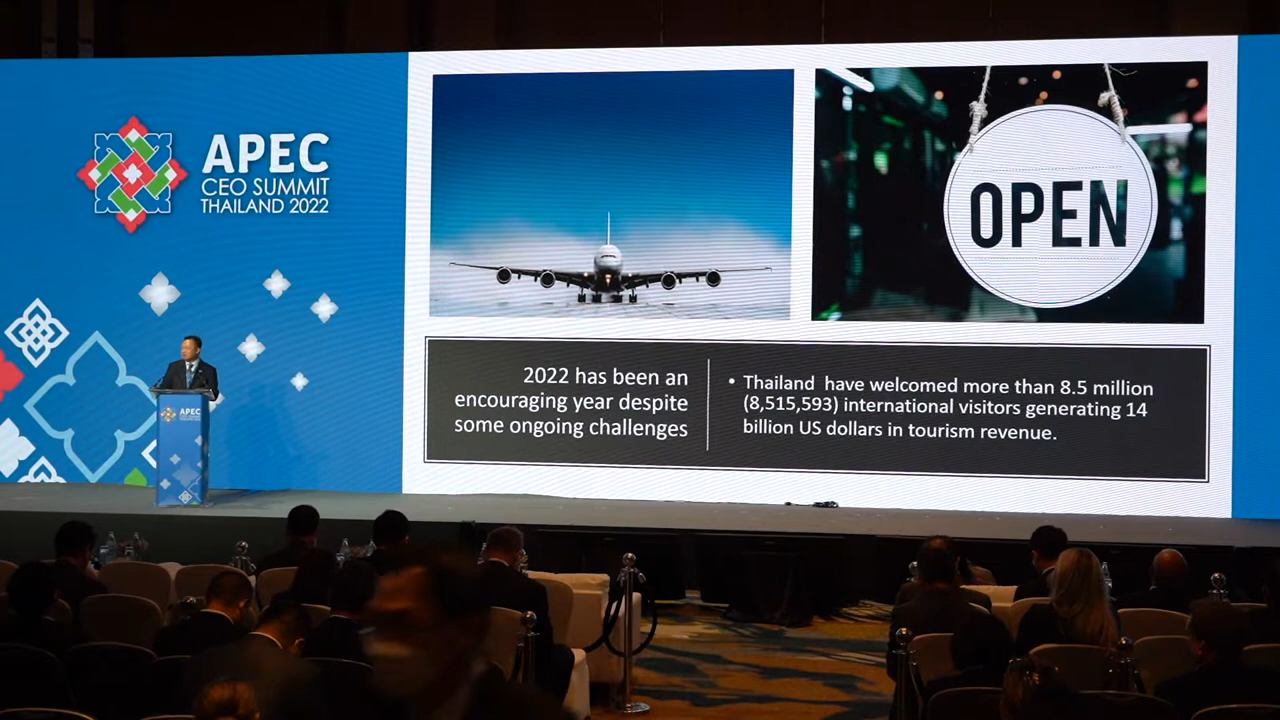 APEC
CEO SUMMIT
THAILAND 2022
OPEN
2022 has been an
encouraging year despite
some ongoing challenges
• Thailand have welcomed more than 8.5 million
(8,515,593) international visitors generating 14
billion US dollars in tourism revenue.
APEC